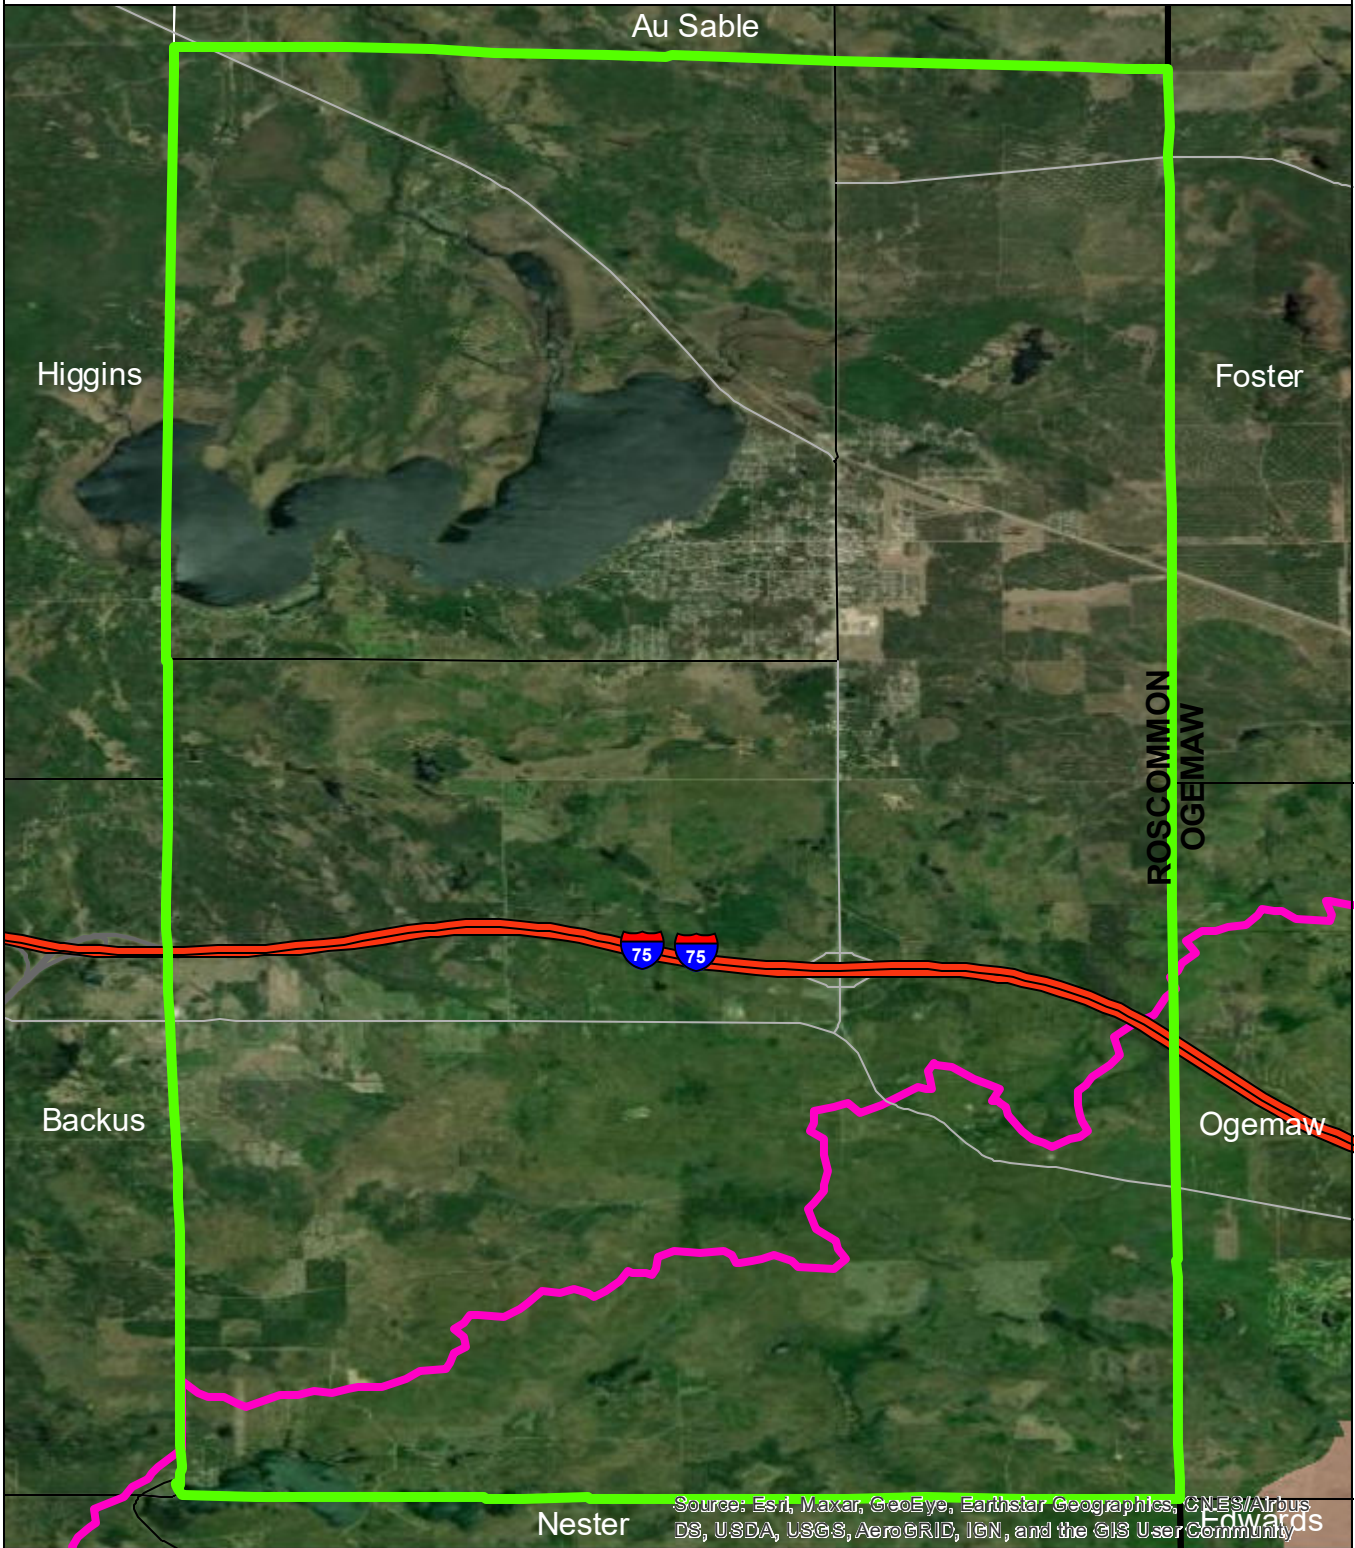 Au Sable
Higgins
Foster
ROSCOMMON
OGEMAW
75
75
Backus
Ogemaw
Source: Esri, Maxar, GeoEye, Earthstar Geographics, CNES/Airbus
DS, USDA, USGS, AeroGRID, IGN, and the GIS User Community
Nester
Edwards